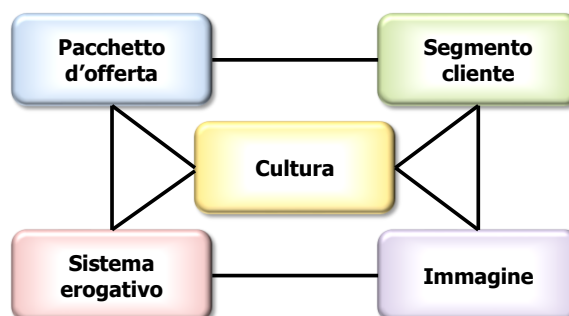 Pacchetto
d’offerta
Segmento
cliente
Cultura
Sistema
erogativo
Immagine